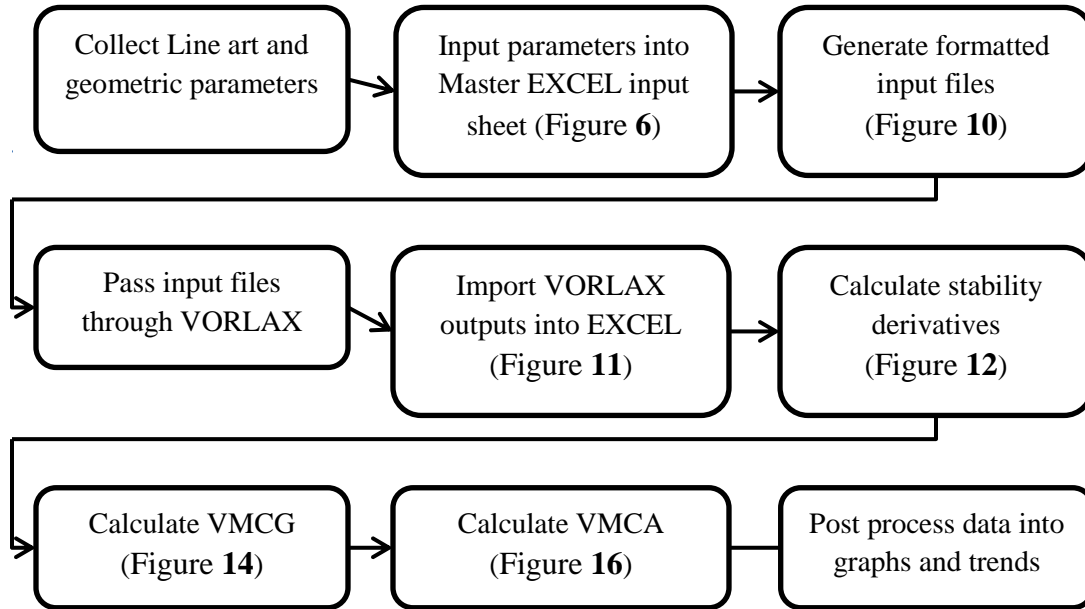 Collect Line art and
geometric parameters
Input parameters into
Master EXCEL input
sheet (Figure 6)
Generate formatted
input files
(Figure 10)
Pass input files
through VORLAX
Import VORLAX
outputs into EXCEL
(Figure 11)
Calculate stability
derivatives
(Figure 12)
Calculate VMCG
(Figure 14)
Calculate VMCA
(Figure 16)
Post process data into
graphs and trends